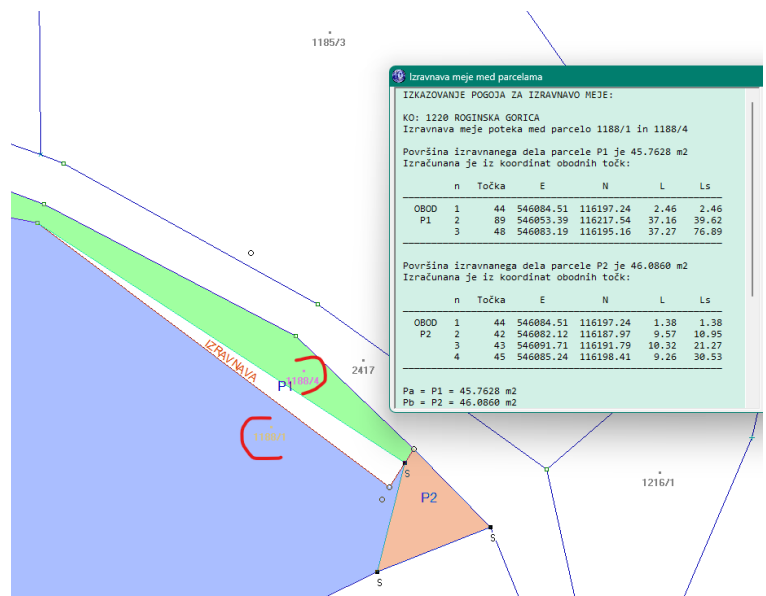 1185/3
Izravnava meje med parcelama
IZKAZOVANJE POGOJA ZA IZRAVNAVO MEJE:
KO: 1220 ROGINSKA GORICA
Izravnava meje poteka med parcelo 1188/1 in 1188/4
Površina izravnanega dela parcele P1 je 45.7628 m2
Izračunana je iz koordinat obodnih točk:
n Točka E N L Ls
OBOD 1 44 546084.51 116197.24 2.46 2.46
P1 2 89 546053.39 116217.54 37.16 39.62
3 48 546083.19 116195.16 37.27 76.89
Površina izravnanega dela parcele P2 je 46.0860 m2
Izračunana je iz koordinat obodnih točk:
n Točka E N L Ls
OBOD 1 44 546084.51 116197.24 1.38 1.38
P2 2 42 546082.12 116187.97 9.57 10.95
3 43 546091.71 116191.79 10.32 21.27
4 45 546085.24 116198.41 9.26 30.53
Pa = P1 = 45.7628 m2
Pb = P2 = 46.0860 m2
IZRAVNAVA
2417
1188/4
P1
S
P2
1216/1
S
S